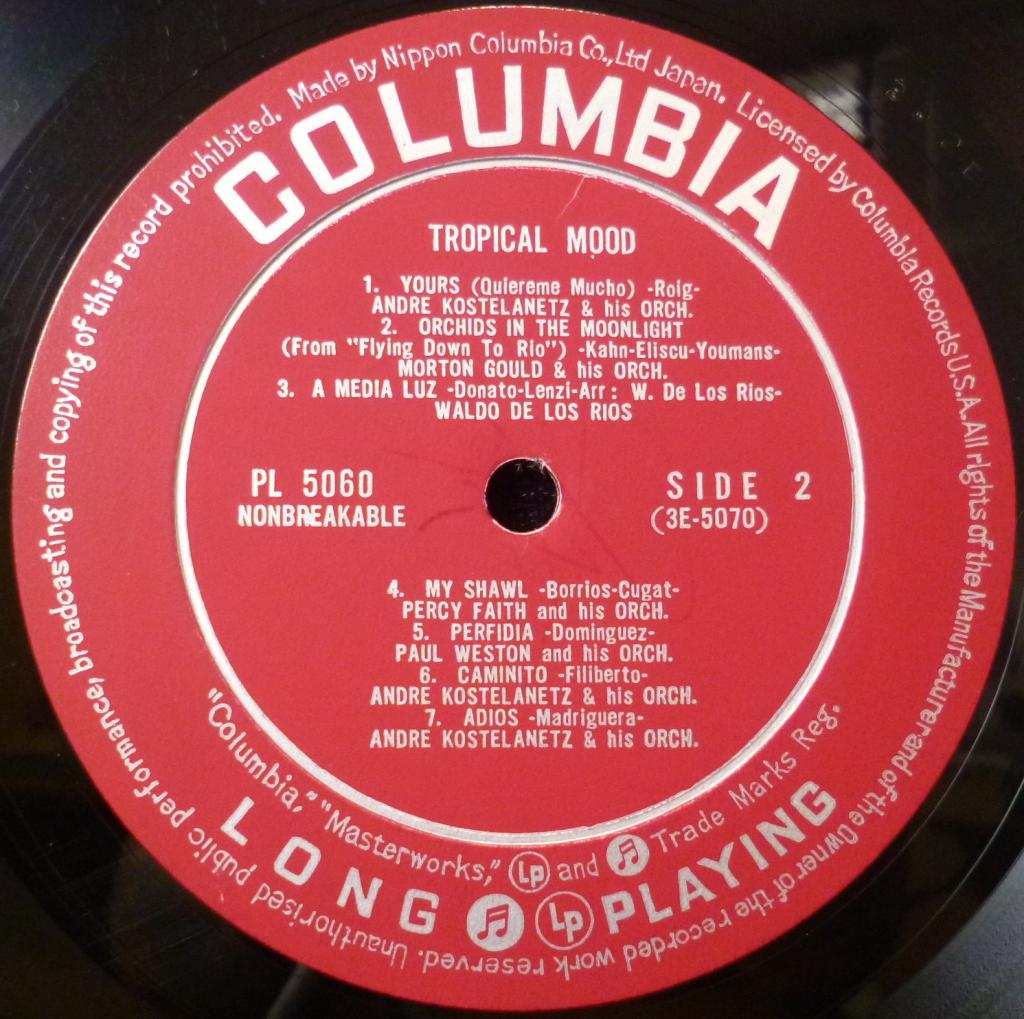 Made by Nippon Columbia Co., Ltd Japan. Licensed by Columbia Records U.S.A. All rights of the Manufacturer and of the Owner of the recorded work reserved. Unauthorised public performance, broadcasting and copying of this record prohibited.
COLUMBIA
TROPICAL MOOD
1. YOURS (Quiereme Mucho) -Roig-
ANDRE KOSTELANETZ & his ORCH.
2. ORCHIDS IN THE MOONLIGHT
(From "Flying Down To Rio") -Kahn-Eliscu-Youmans-
MORTON GOULD & his ORCH.
3. A MEDIA LUZ -Donato-Lenzi-Arr: W. De Los Rios-
WALDO DE LOS RIOS
PL 5060
NONBREAKABLE
SIDE 2
(3E-5070)
4. MY SHAWL -Borrios-Cugat-
PERCY FAITH and his ORCH.
5. PERFIDIA -Dominguez-
PAUL WESTON and his ORCH.
6. CAMINITO -Filiberto-
ANDRE KOSTELANETZ & his ORCH.
7. ADIOS -Madriguera-
ANDRE KOSTELANETZ & his ORCH.
"Columbia," "Masterworks," Lp and Trade Marks Reg.
LONG Lp PLAYING